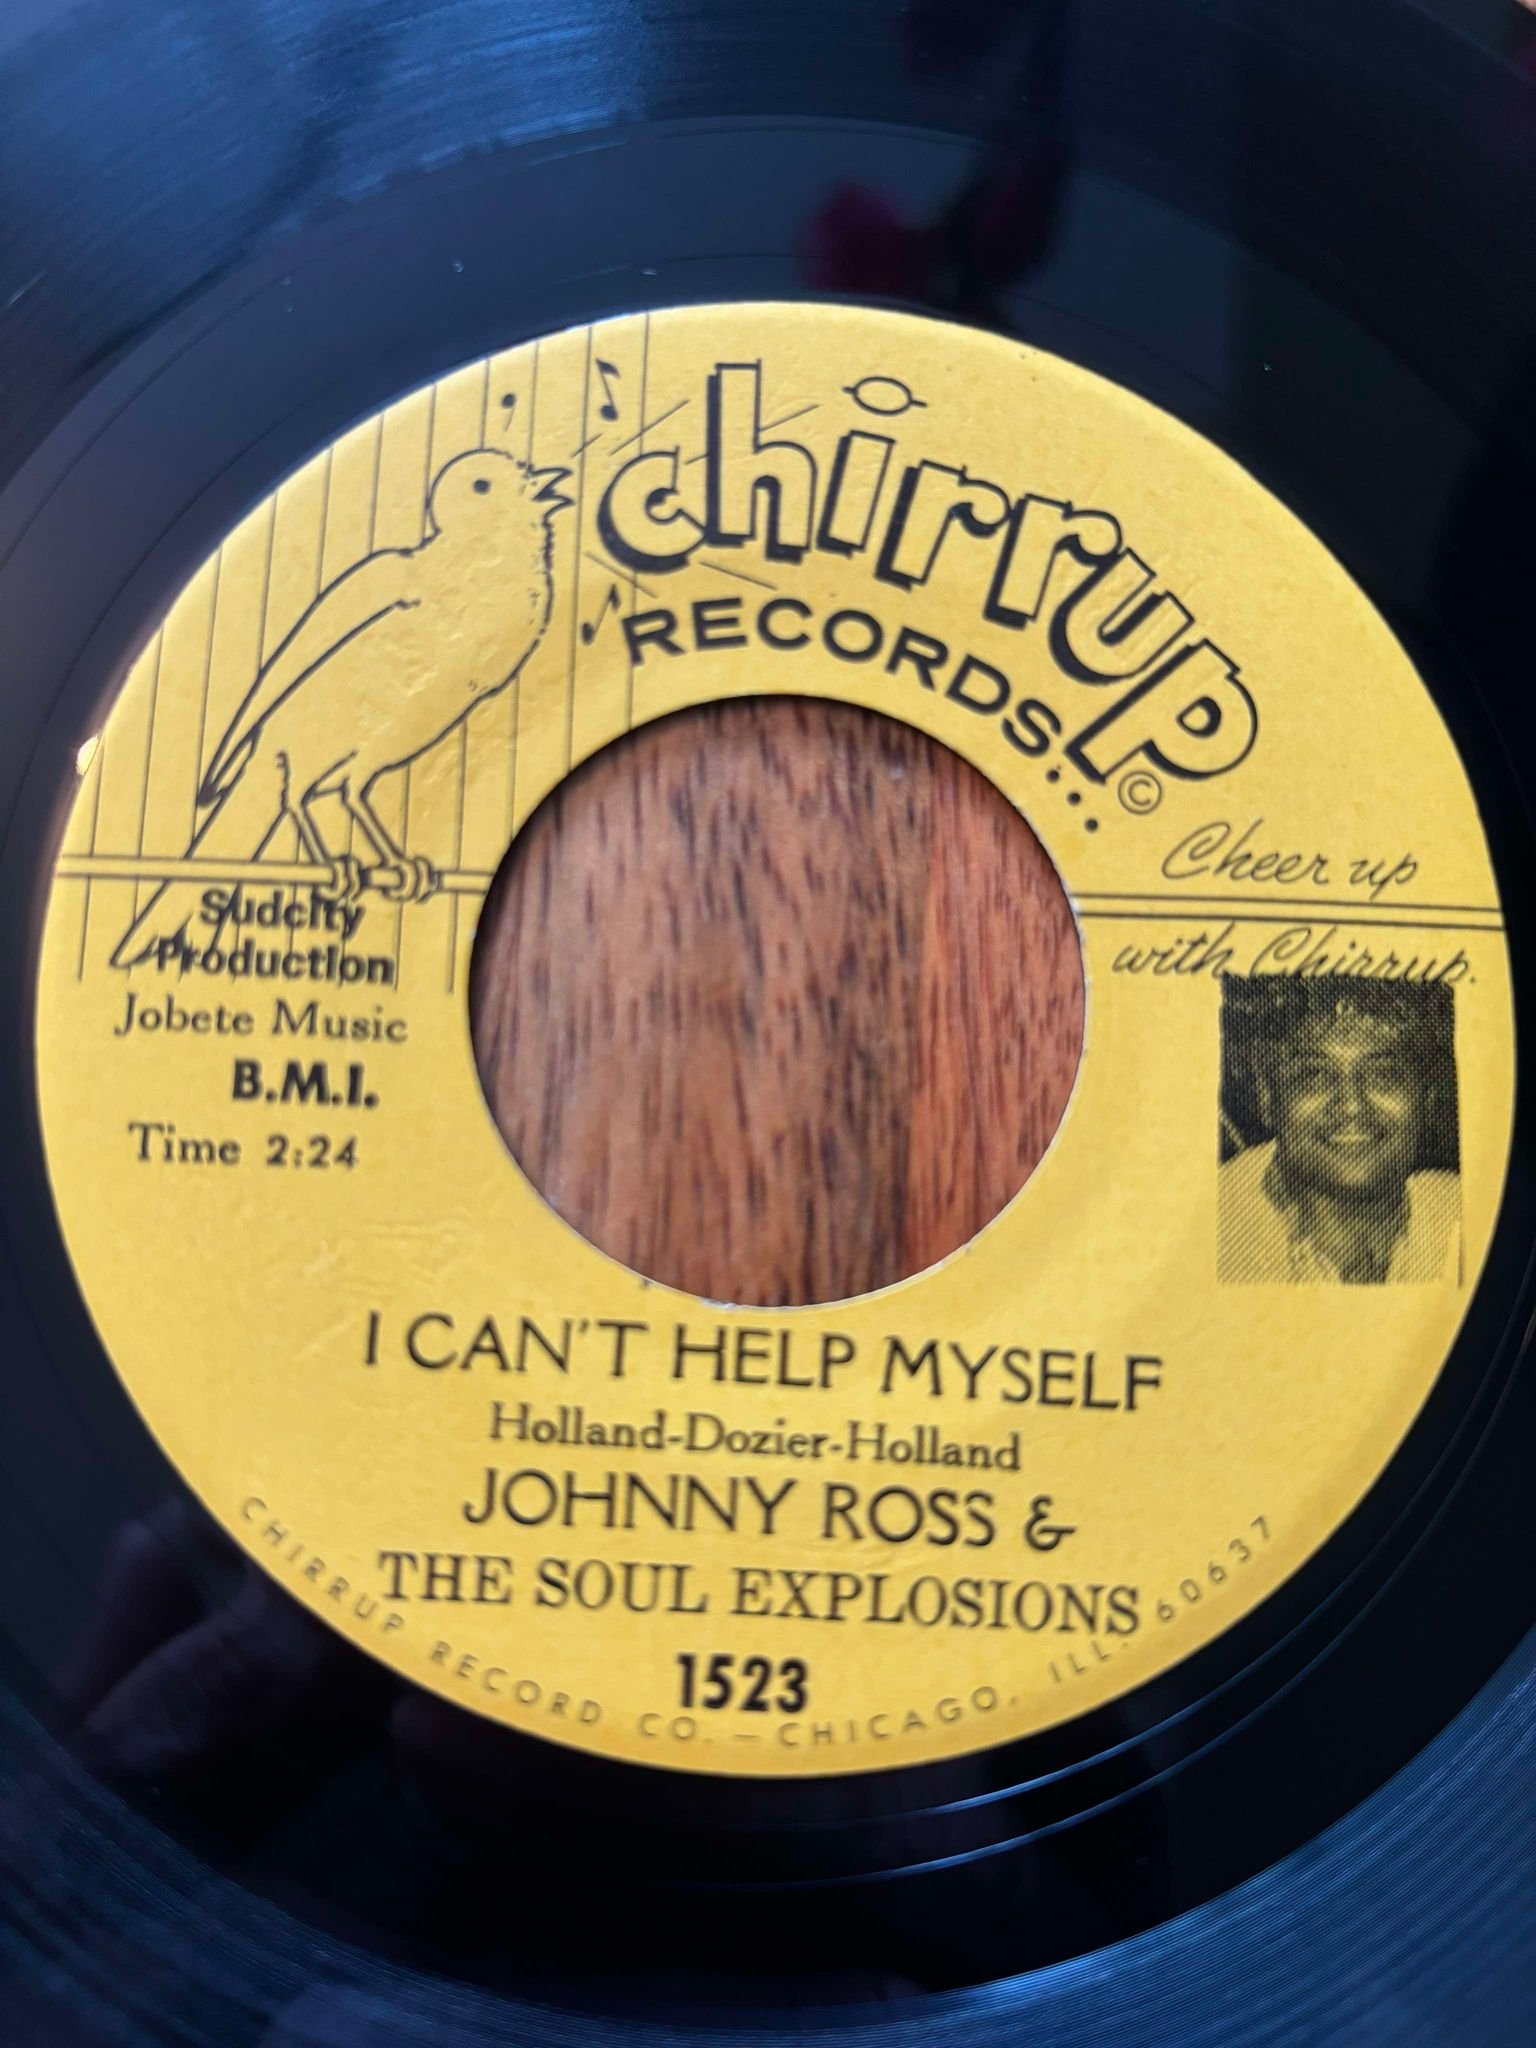 chirrup
RECORDS...
©
Cheer up
with Chirrup.
Sudcity
Production
Jobete Music
B.M.I.
Time 2:24
I CAN'T HELP MYSELF
Holland-Dozier-Holland
JOHNNY ROSS &
THE SOUL EXPLOSIONS
1523
CHIRRUP RECORD CO. — CHICAGO, ILL. 60637